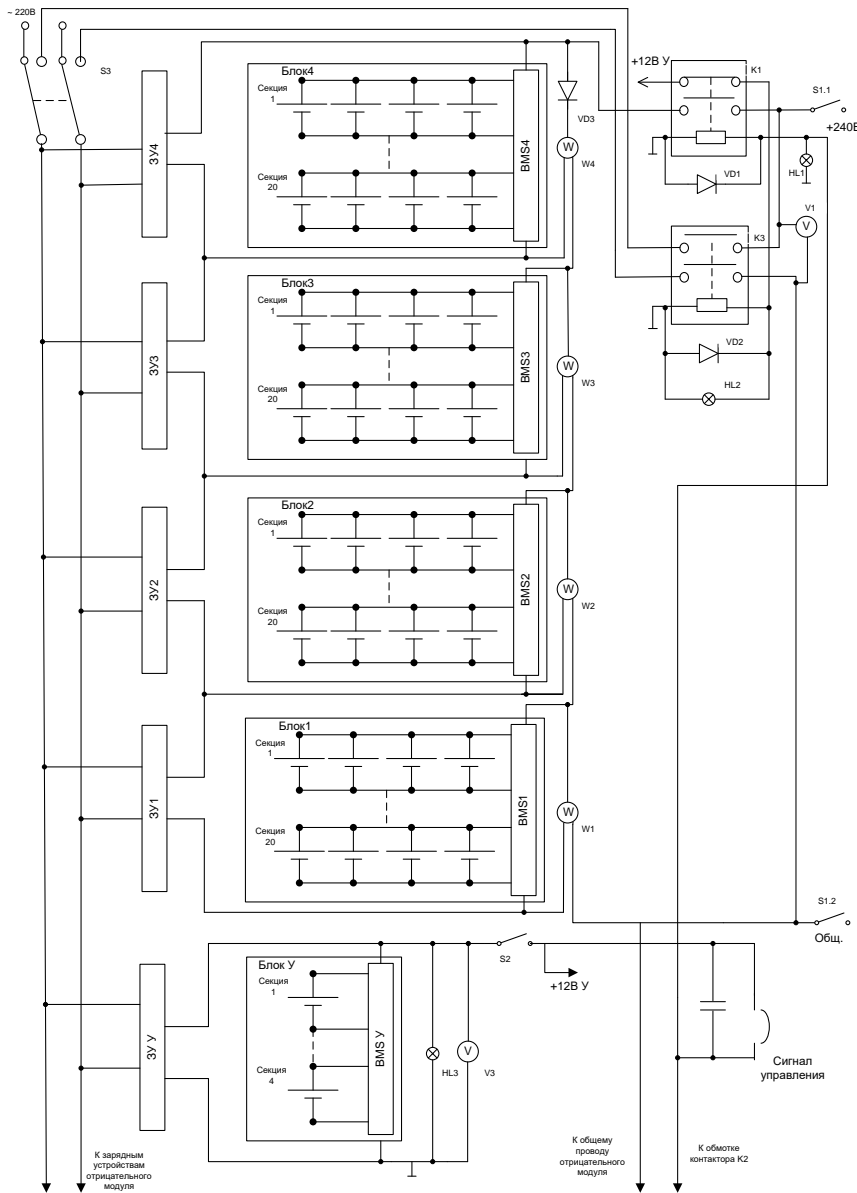 ~ 220В
S3
ЗУ4
Блок4
Секция
1
Секция
20
BMS4
VD3
W
W4
+12В У
K1
S1.1
+240В
HL1
VD1
V1
V
K3
VD2
HL2
ЗУ3
Блок3
Секция
1
Секция
20
BMS3
W
W3
ЗУ2
Блок2
Секция
1
Секция
20
BMS2
W
W2
ЗУ1
Блок1
Секция
1
Секция
20
BMS1
W
W1
S1.2
Общ.
ЗУ У
Блок У
Секция
1
Секция
4
BMS У
HL3
V
V3
S2
+12В У
Сигнал
управления
К зарядным
устройствам
отрицательного
модуля
К общему
проводу
отрицательного
модуля
К обмотке
контактора К2